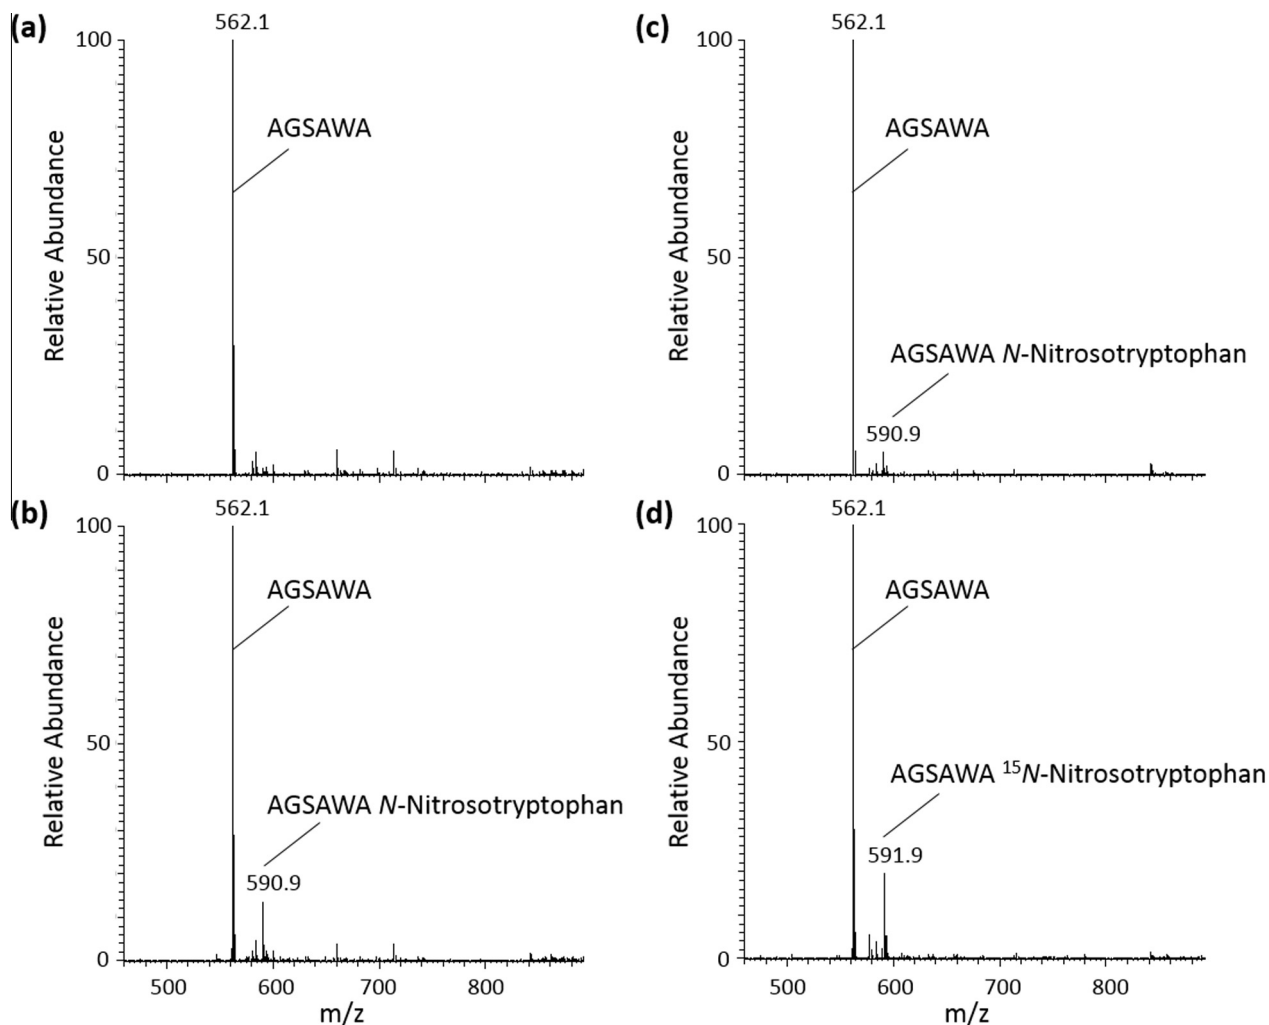 (a)
562.1
100
AGSAWA
50
0
Relative Abundance
(c)
562.1
100
AGSAWA
50
AGSAWA N-Nitrosotryptophan
590.9
0
Relative Abundance
(b)
562.1
100
AGSAWA
50
AGSAWA N-Nitrosotryptophan
590.9
0
Relative Abundance
500 600 700 800
m/z
(d)
562.1
100
AGSAWA
50
AGSAWA ¹⁵N-Nitrosotryptophan
591.9
0
Relative Abundance
500 600 700 800
m/z